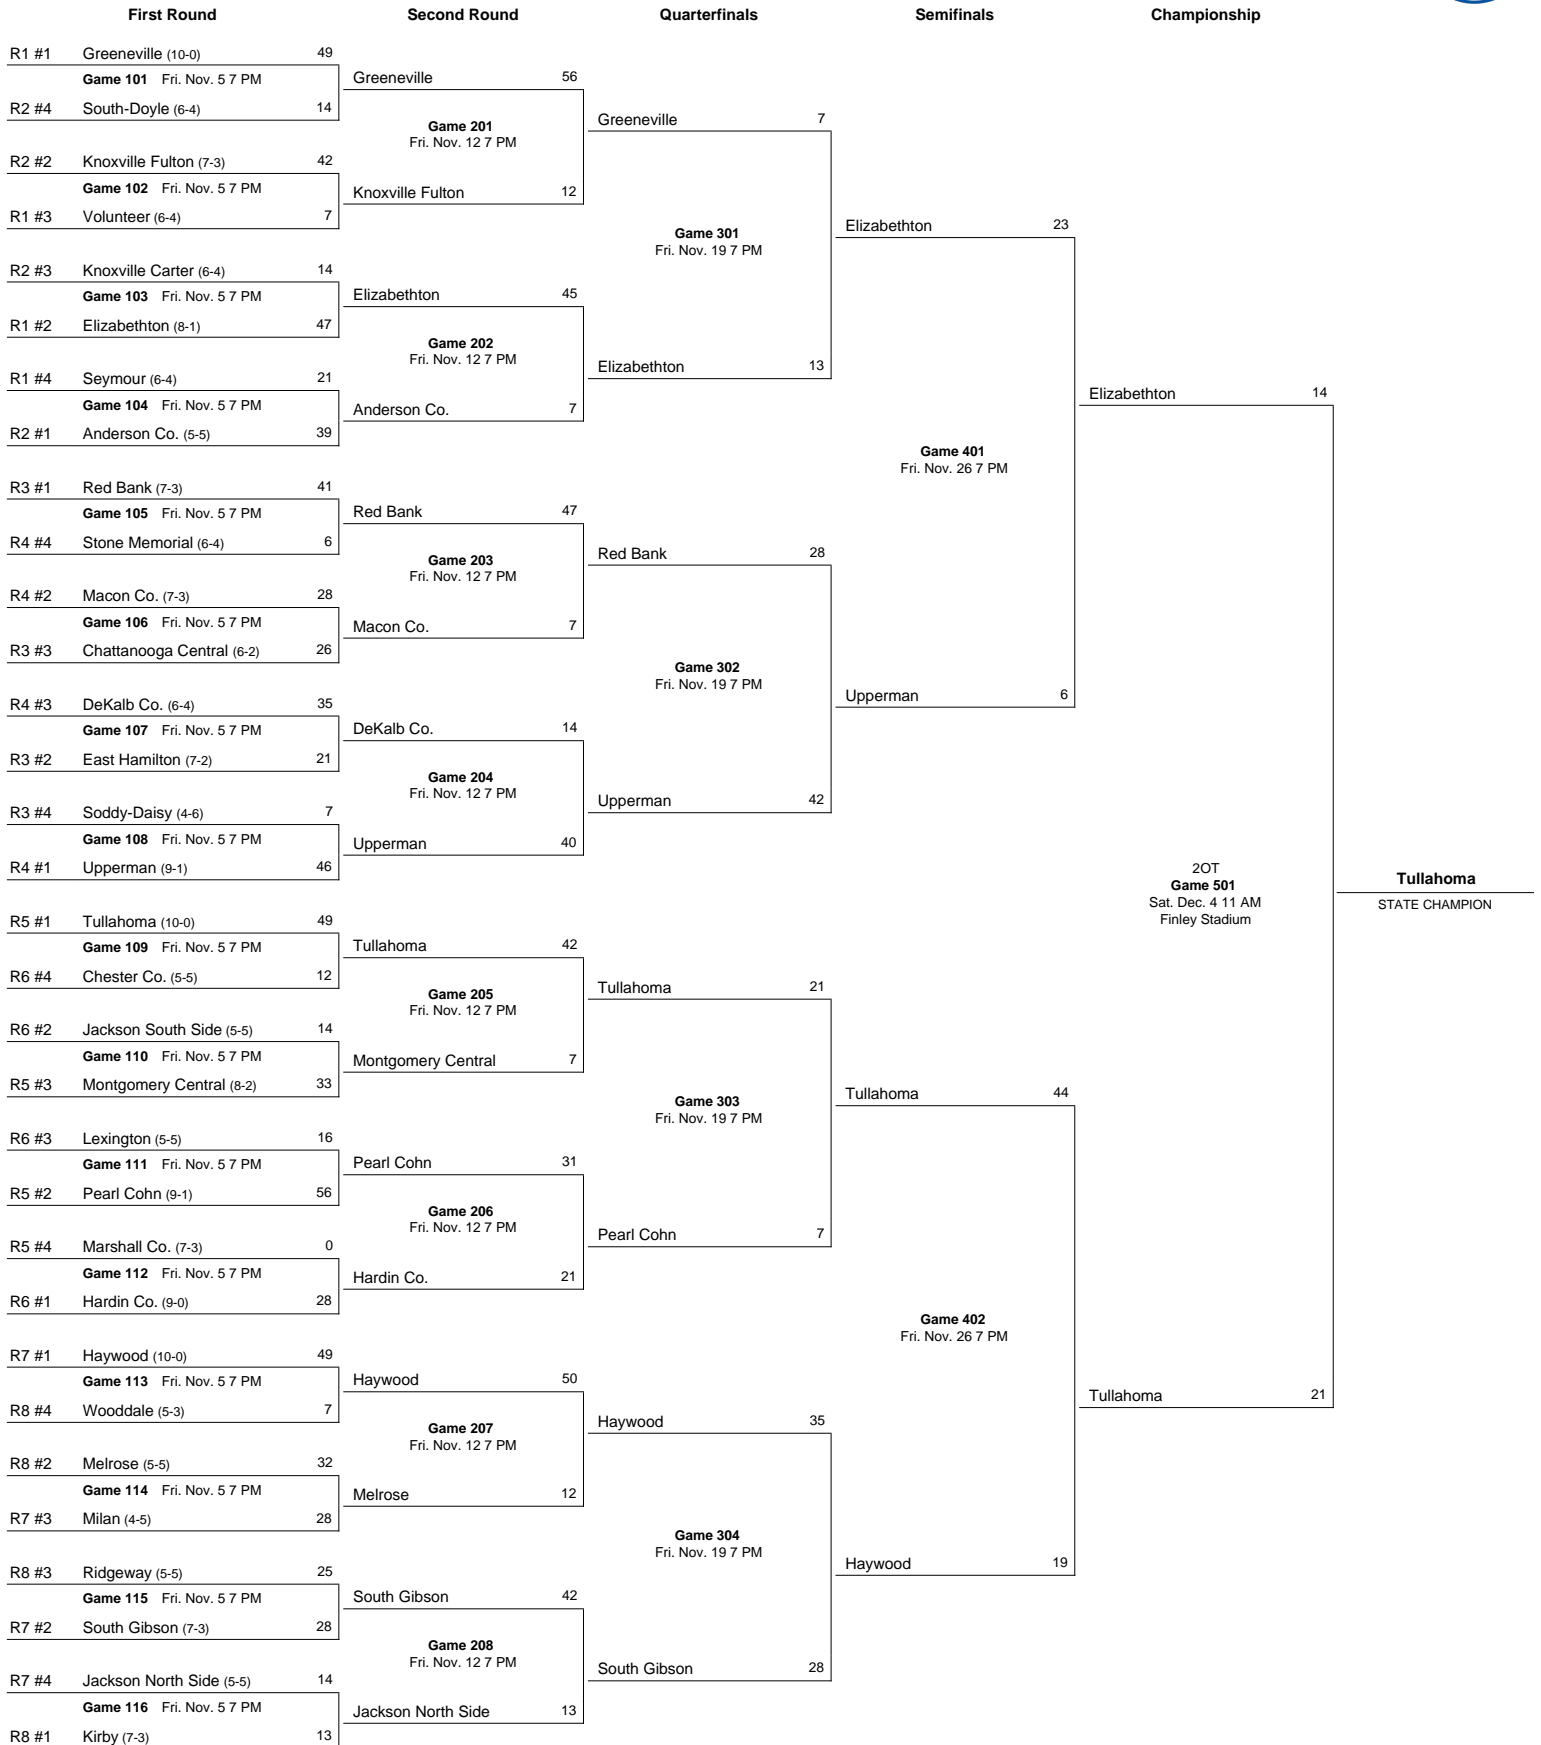 First Round Second Round Quarterfinals Semifinals Championship
R1 #1 Greeneville (10-0) 49
Game 101 Fri. Nov. 5 7 PM
R2 #4 South-Doyle (6-4) 14
R2 #2 Knoxville Fulton (7-3) 42
Game 102 Fri. Nov. 5 7 PM
R1 #3 Volunteer (6-4) 7
R2 #3 Knoxville Carter (6-4) 14
Game 103 Fri. Nov. 5 7 PM
R1 #2 Elizabethton (8-1) 47
R1 #4 Seymour (6-4) 21
Game 104 Fri. Nov. 5 7 PM
R2 #1 Anderson Co. (5-5) 39
R3 #1 Red Bank (7-3) 41
Game 105 Fri. Nov. 5 7 PM
R4 #4 Stone Memorial (6-4) 6
R4 #2 Macon Co. (7-3) 28
Game 106 Fri. Nov. 5 7 PM
R3 #3 Chattanooga Central (6-2) 26
R4 #3 DeKalb Co. (6-4) 35
Game 107 Fri. Nov. 5 7 PM
R3 #2 East Hamilton (7-2) 21
R3 #4 Soddy-Daisy (4-6) 7
Game 108 Fri. Nov. 5 7 PM
R4 #1 Upperman (9-1) 46
R5 #1 Tullahoma (10-0) 49
Game 109 Fri. Nov. 5 7 PM
R6 #4 Chester Co. (5-5) 12
R6 #2 Jackson South Side (5-5) 14
Game 110 Fri. Nov. 5 7 PM
R5 #3 Montgomery Central (8-2) 33
R6 #3 Lexington (5-5) 16
Game 111 Fri. Nov. 5 7 PM
R5 #2 Pearl Cohn (9-1) 56
R5 #4 Marshall Co. (7-3) 0
Game 112 Fri. Nov. 5 7 PM
R6 #1 Hardin Co. (9-0) 28
R7 #1 Haywood (10-0) 49
Game 113 Fri. Nov. 5 7 PM
R8 #4 Wooddale (5-3) 7
R8 #2 Melrose (5-5) 32
Game 114 Fri. Nov. 5 7 PM
R7 #3 Milan (4-5) 28
R8 #3 Ridgeway (5-5) 25
Game 115 Fri. Nov. 5 7 PM
R7 #2 South Gibson (7-3) 28
R7 #4 Jackson North Side (5-5) 14
Game 116 Fri. Nov. 5 7 PM
R8 #1 Kirby (7-3) 13
Greeneville 56
Game 201
Fri. Nov. 12 7 PM
Knoxville Fulton 12
Elizabethton 45
Game 202
Fri. Nov. 12 7 PM
Anderson Co. 7
Red Bank 47
Game 203
Fri. Nov. 12 7 PM
Macon Co. 7
DeKalb Co. 14
Game 204
Fri. Nov. 12 7 PM
Upperman 40
Tullahoma 42
Game 205
Fri. Nov. 12 7 PM
Montgomery Central 7
Pearl Cohn 31
Game 206
Fri. Nov. 12 7 PM
Hardin Co. 21
Haywood 50
Game 207
Fri. Nov. 12 7 PM
Melrose 12
South Gibson 42
Game 208
Fri. Nov. 12 7 PM
Jackson North Side 13
Greeneville 7
Game 301
Fri. Nov. 19 7 PM
Elizabethton 13
Red Bank 28
Game 302
Fri. Nov. 19 7 PM
Upperman 42
Tullahoma 21
Game 303
Fri. Nov. 19 7 PM
Pearl Cohn 7
Haywood 35
Game 304
Fri. Nov. 19 7 PM
South Gibson 28
Elizabethton 23
Game 401
Fri. Nov. 26 7 PM
Upperman 6
Tullahoma 44
Game 402
Fri. Nov. 26 7 PM
Haywood 19
Elizabethton 14
2OT
Game 501
Sat. Dec. 4 11 AM
Finley Stadium
Tullahoma 21
Tullahoma
STATE CHAMPION